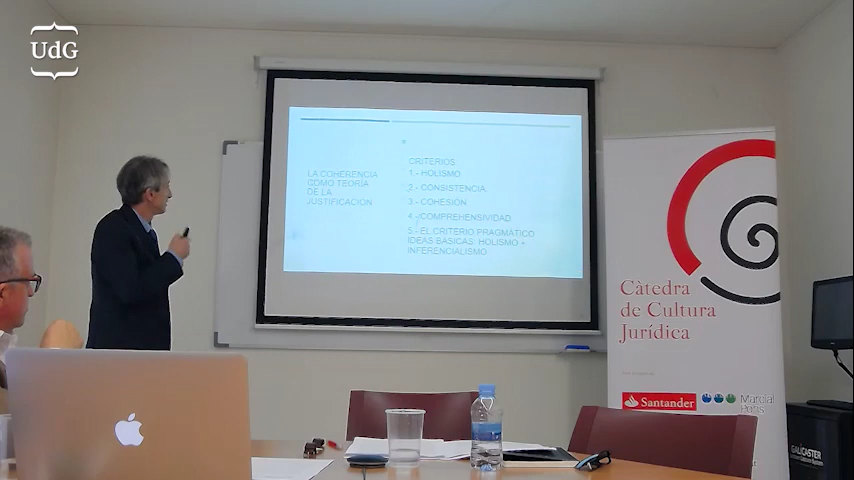 UdG
LA COHERENCIA
COMO TEORÍA
DE LA
JUSTIFICACIÓN
CRITERIOS
1 - HOLISMO
2 - CONSISTENCIA
3 - COHESIÓN
4 - COMPREHENSIVIDAD
5 - EL CRITERIO PRAGMÁTICO
IDEAS BÁSICAS: HOLISMO +
INFERENCIALISMO
Càtedra
de Cultura
Jurídica
Santander
Marcial
Pons
GALICASTER